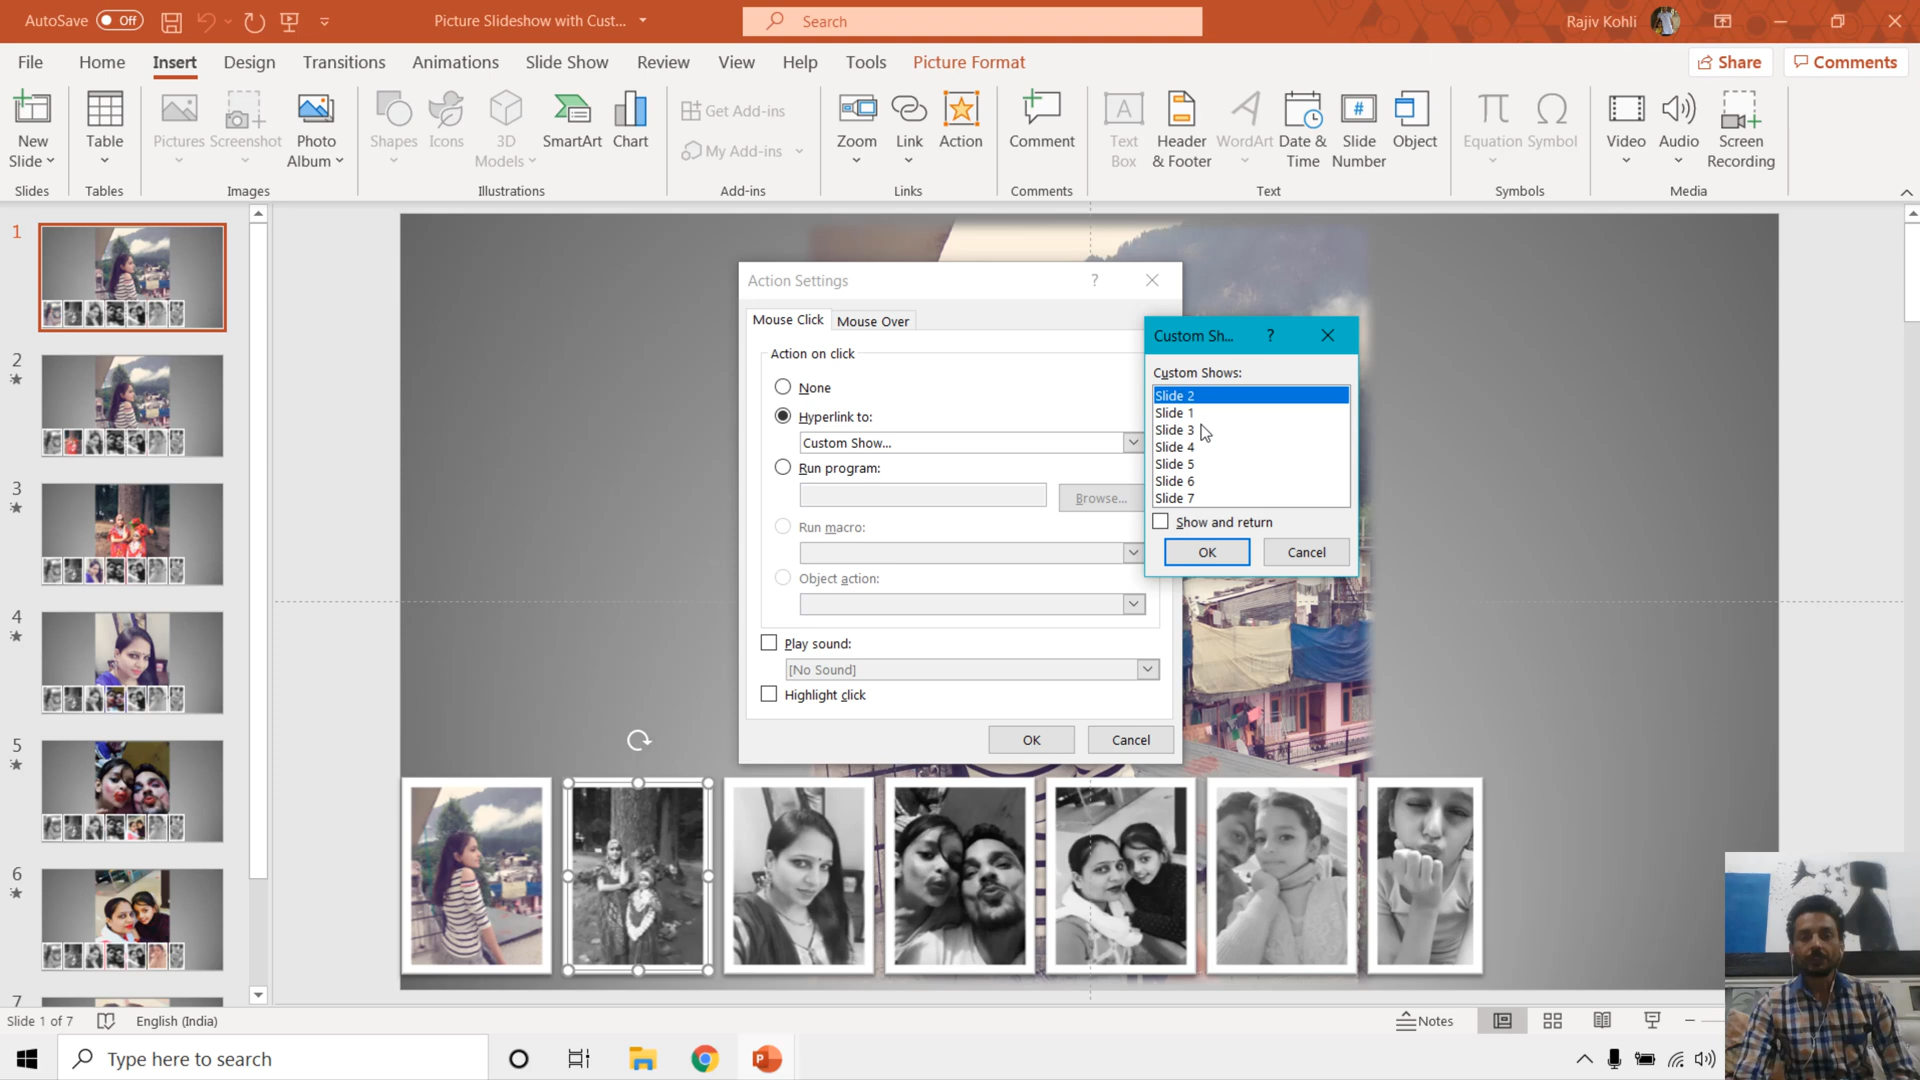 AutoSave Off Picture Slideshow with Cust... Search Rajiv Kohli
File Home Insert Design Transitions Animations Slide Show Review View Help Tools Picture Format Share Comments
New Slide
Table
Pictures
Screenshot
Photo Album
Shapes
Icons
3D Models
SmartArt
Chart
Get Add-ins
My Add-ins
Zoom
Link
Action
Comment
Text Box
Header & Footer
WordArt
Date & Time
Slide Number
Object
Equation
Symbol
Video
Audio
Screen Recording
Slides Tables Images Illustrations Add-ins Links Comments Text Symbols Media
1
2
3
4
5
6
7
Action Settings ?
Mouse Click Mouse Over
Action on click
None
Hyperlink to:
Custom Show...
Run program:
Browse...
Run macro:
Object action:
Play sound:
[No Sound]
Highlight click
OK Cancel
Custom Sh... ?
Custom Shows:
Slide 2
Slide 1
Slide 3
Slide 4
Slide 5
Slide 6
Slide 7
Show and return
OK Cancel
Slide 1 of 7 English (India) Notes
Type here to search